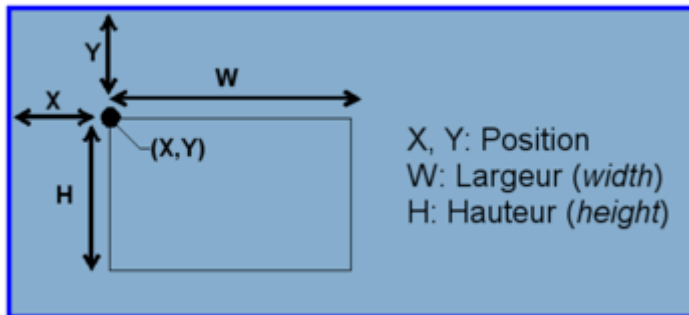 Y
W
X
(X,Y)
H
X, Y: Position
W: Largeur (width)
H: Hauteur (height)